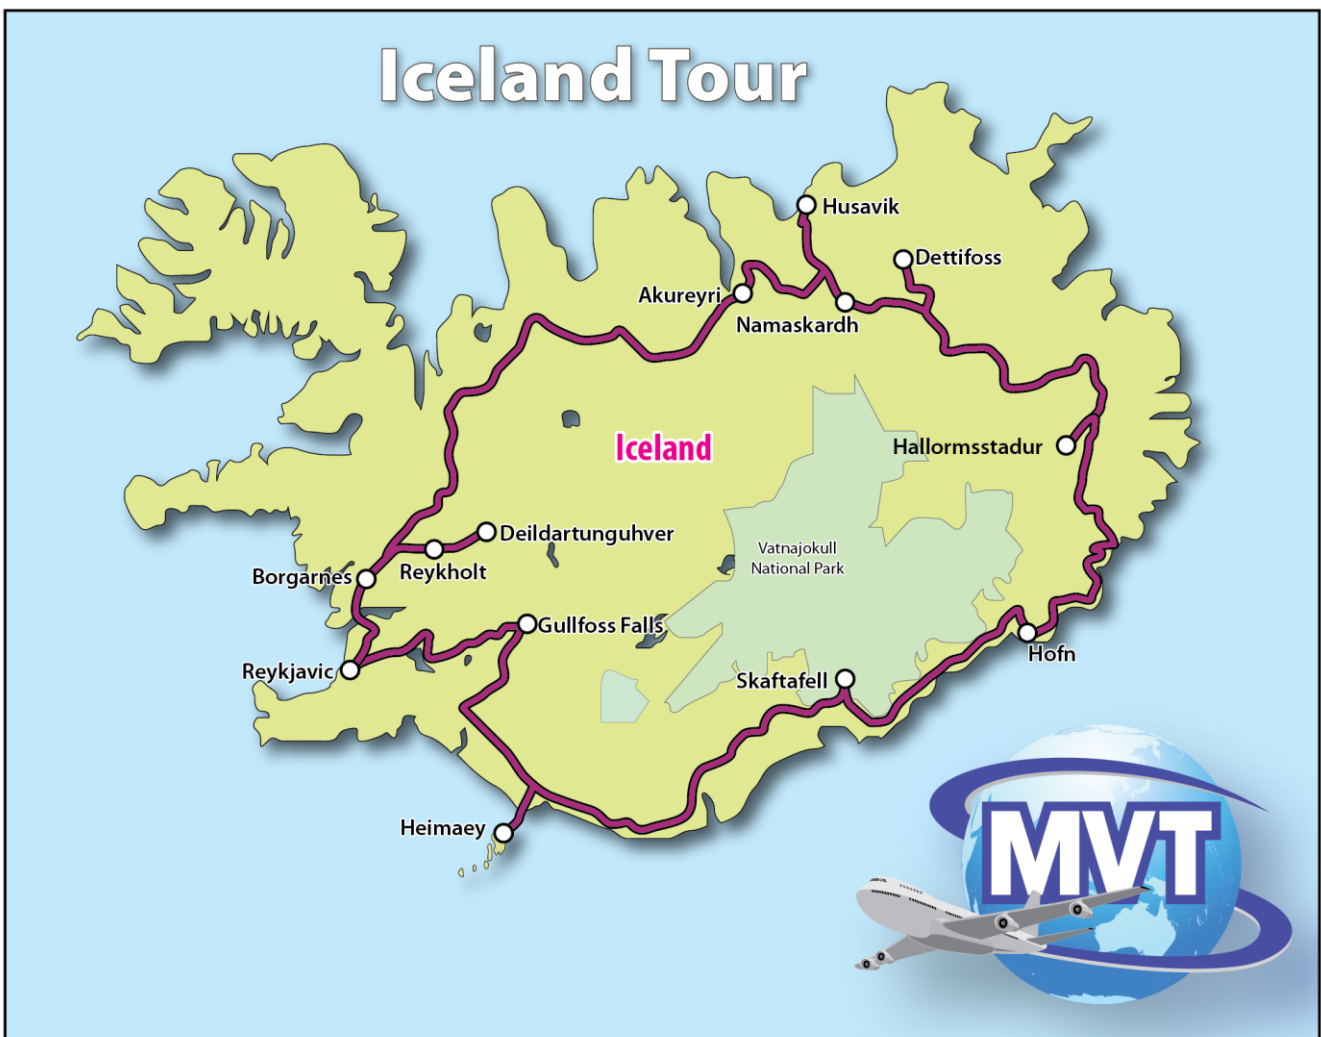 Iceland Tour
Husavik
Dettifoss
Akureyri
Namaskardh
Iceland
Hallormsstadur
Deildartunguhver
Vatnajokull
National Park
Borgarnes
Reykholt
Gullfoss Falls
Reykjavic
Skaftafell
Hofn
Heimaey
MVT